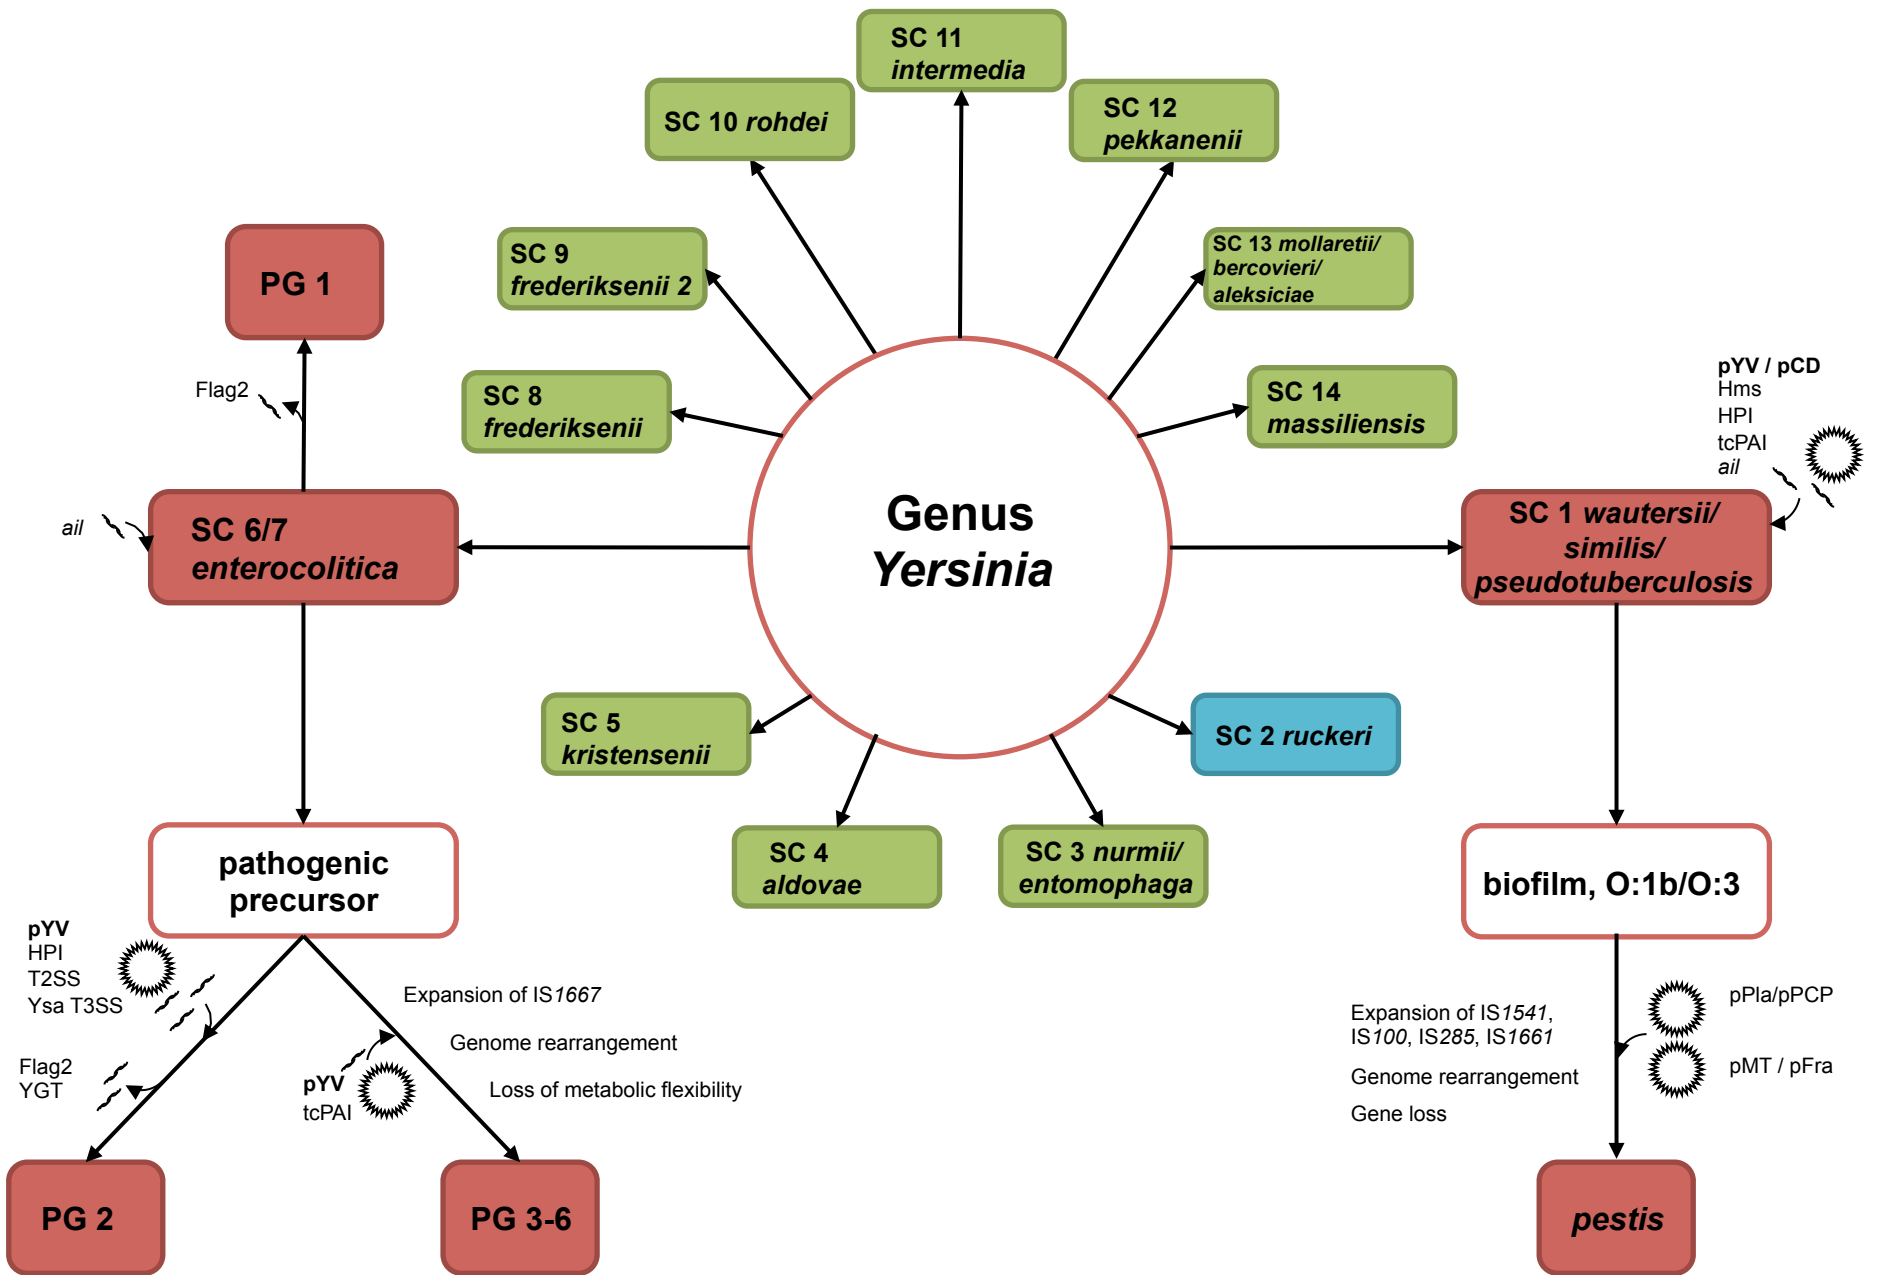 SC 11
intermedia
SC 10 rohdei
SC 12
pekkanenii
SC 9
frederiksenii 2
SC 13 mollaretii/
bercovieri/
aleksiciae
PG 1
Flag2
SC 8
frederiksenii
SC 14
massiliensis
pYV / pCD
Hms
HPI
tcPAI
ail
Genus
Yersinia
ail
SC 6/7
enterocolitica
SC 1 wautersii/
similis/
pseudotuberculosis
SC 5
kristensenii
SC 2 ruckeri
SC 4
aldovae
SC 3 nurmii/
entomophaga
pathogenic
precursor
biofilm, O:1b/O:3
pYV
HPI
T2SS
Ysa T3SS
Flag2
YGT
Expansion of IS1667
Genome rearrangement
Loss of metabolic flexibility
pYV
tcPAI
Expansion of IS1541,
IS100, IS285, IS1661
Genome rearrangement
Gene loss
pPla/pPCP
pMT / pFra
PG 2
PG 3-6
pestis